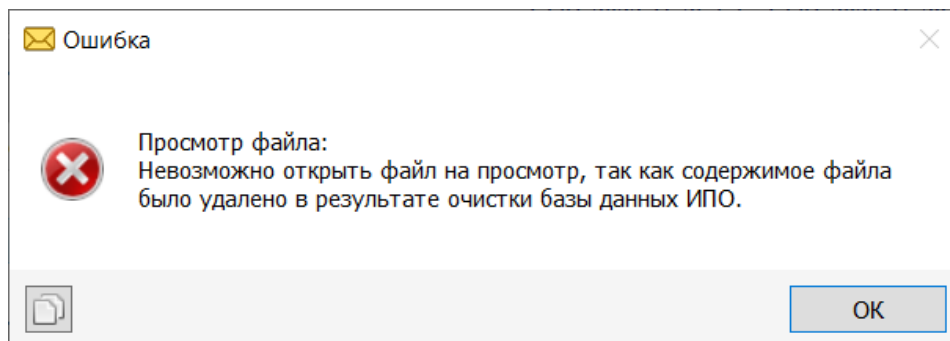 Ошибка
Просмотр файла:
Невозможно открыть файл на просмотр, так как содержимое файла
было удалено в результате очистки базы данных ИПО.
ОК